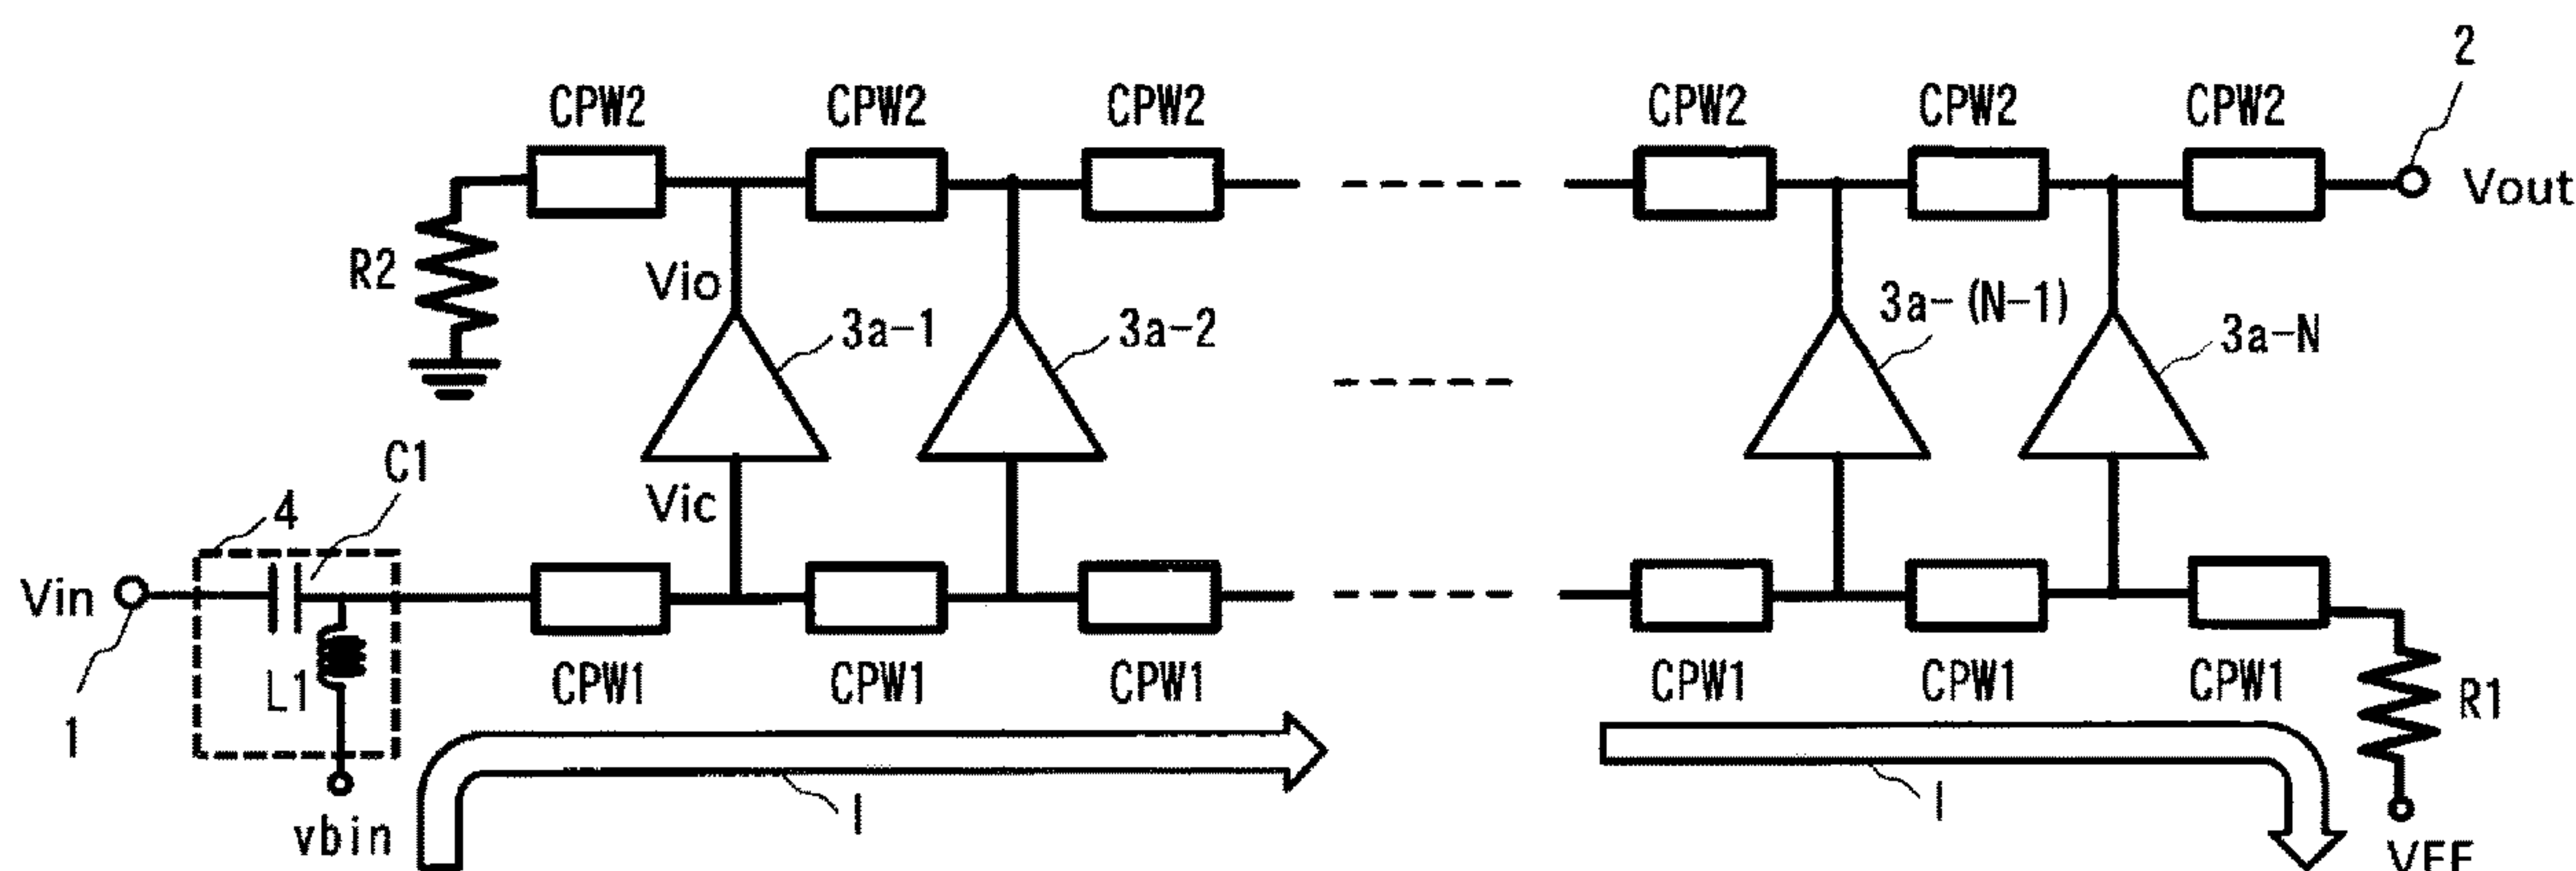 2
CPW2 CPW2 CPW2 CPW2 CPW2 CPW2
Vout
R2
Vio
3a-1
3a-2
3a-(N-1)
3a-N
C1
4
Vic
Vin
L1
CPW1 CPW1 CPW1 CPW1 CPW1 CPW1
R1
1
I
I
vbin
VEE